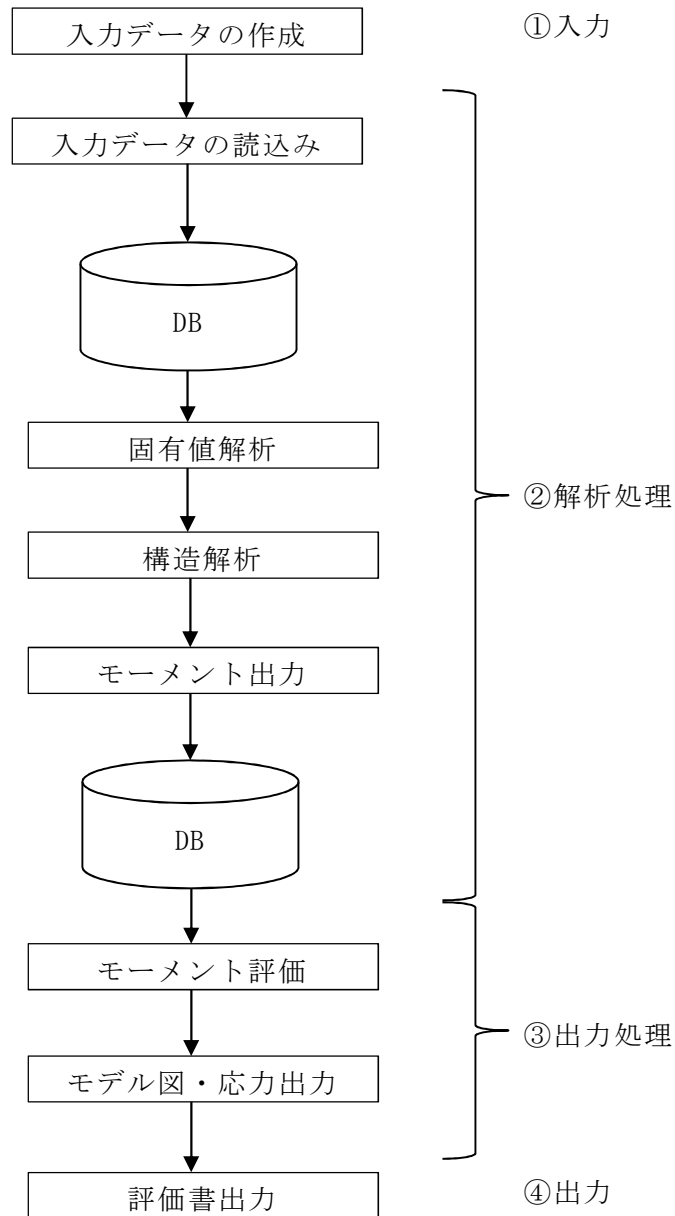 入力データの作成
①入力
入力データの読込み
DB
固有値解析
②解析処理
構造解析
モーメント出力
DB
モーメント評価
③出力処理
モデル図・応力出力
評価書出力
④出力